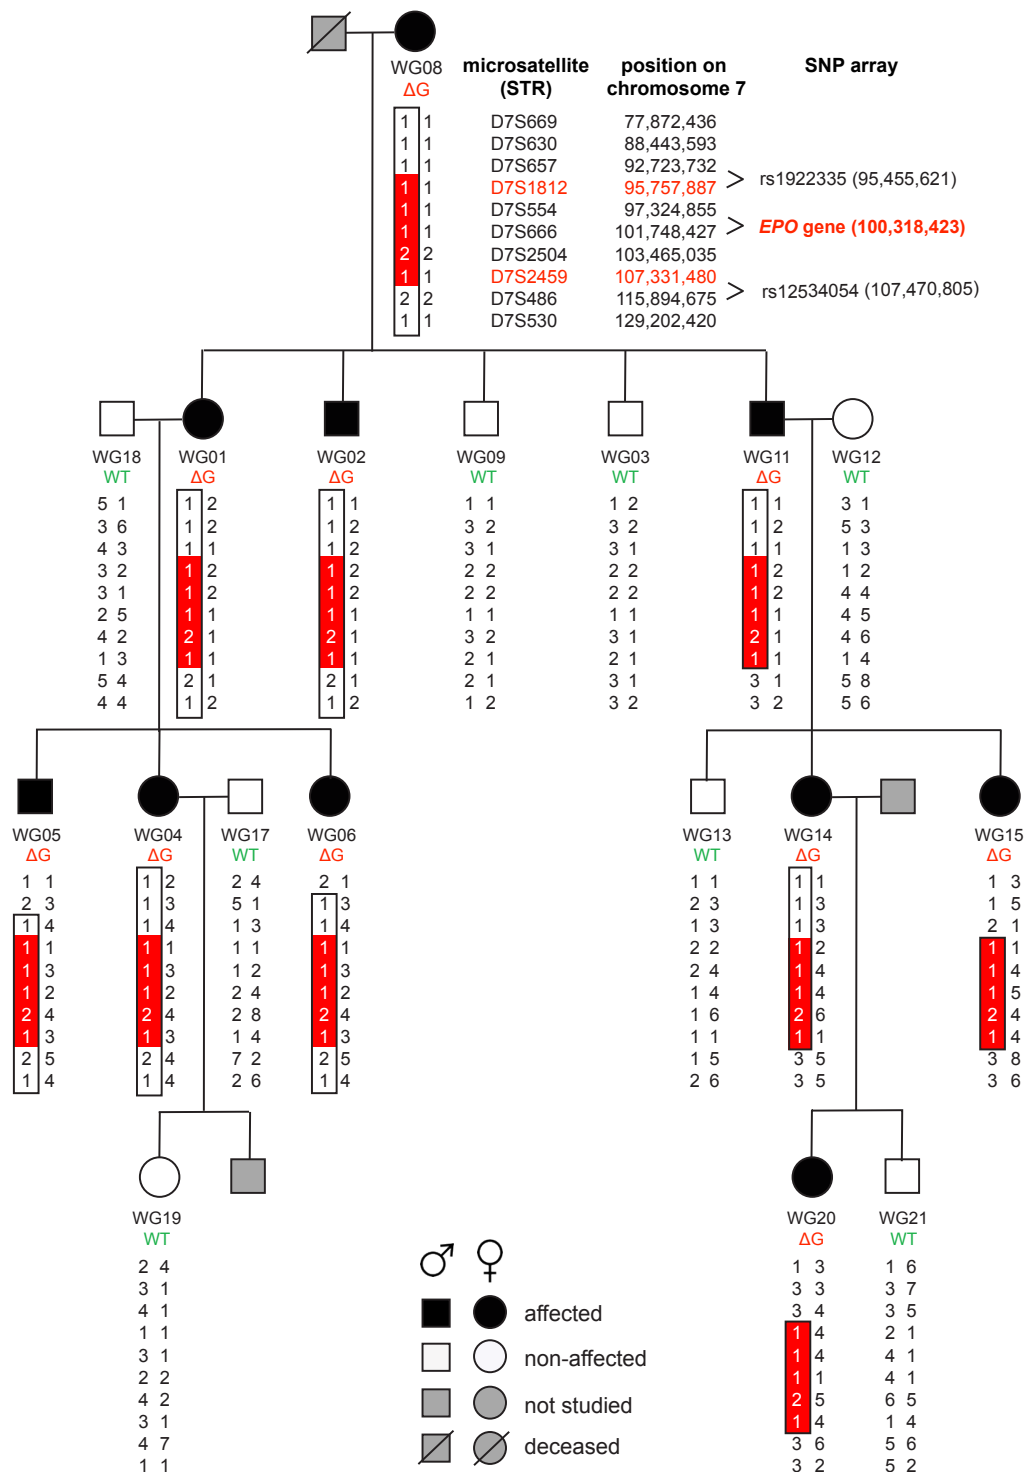 WG08 microsatellite position on SNP array
(STR) chromosome 7
ΔG
1 1 D7S669 77,872,436
1 1 D7S630 88,443,593
1 1 D7S657 92,723,732
> rs1922335 (95,455,621)
1 1 D7S1812 95,757,887
1 1 D7S554 97,324,855
> EPO gene (100,318,423)
1 1 D7S666 101,748,427
2 2 D7S2504 103,465,035
1 1 D7S2459 107,331,480
> rs12534054 (107,470,805)
2 2 D7S486 115,894,675
1 1 D7S530 129,202,420
WG18 WG01 WG02 WG09 WG03 WG11 WG12
WT ΔG ΔG WT WT ΔG WT
5 1 1 2 1 1 1 1 1 2 1 1 3 1
3 6 1 2 1 2 3 2 3 2 1 2 5 3
4 3 1 1 1 2 3 1 3 1 1 1 1 3
3 2 1 2 1 2 2 2 2 2 1 2 1 2
3 1 1 2 1 2 2 2 2 2 1 2 4 4
2 5 1 1 1 1 1 1 1 1 1 1 4 5
4 2 2 1 2 1 3 2 3 1 2 1 4 6
1 3 1 1 1 1 2 1 2 1 1 1 1 4
5 4 2 1 2 1 2 1 3 1 3 1 5 8
4 4 1 2 1 2 1 2 3 2 3 2 5 6
WG05 WG04 WG17 WG06 WG13 WG14 WG15
ΔG ΔG WT ΔG WT ΔG ΔG
1 1 1 2 2 4 2 1 1 1 1 1 1 3
2 3 1 3 5 1 1 3 2 3 1 3 1 5
1 4 1 4 1 3 1 4 1 3 1 3 2 1
1 1 1 1 1 1 1 1 2 2 1 2 1 1
1 3 1 3 1 2 1 3 2 4 1 4 1 4
1 2 1 2 2 4 1 2 1 4 1 4 1 5
2 4 2 4 2 8 2 4 1 6 2 6 2 4
1 3 1 3 1 4 1 3 1 1 1 1 1 4
2 5 2 4 7 2 2 5 1 5 3 5 3 8
1 4 1 4 2 6 1 4 2 6 3 5 3 6
WG19 WG20 WG21
WT ΔG WT
2 4 1 3 1 6
3 1 3 3 3 7
4 1 3 4 3 5
1 1 1 4 2 1
3 1 1 4 4 1
2 2 1 1 4 1
4 2 2 5 6 5
3 1 1 4 1 4
4 7 3 6 5 6
1 1 3 2 5 2
♂ ♀
affected
non-affected
not studied
deceased